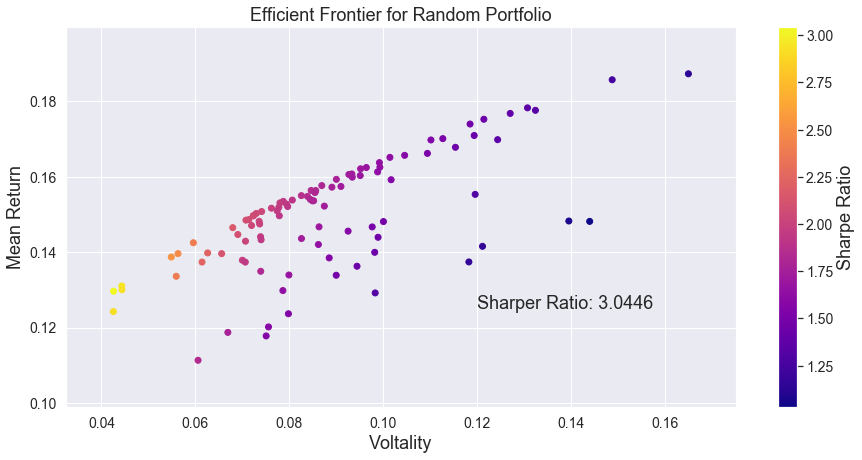 Efficient Frontier for Random Portfolio
Mean Return
0.18
0.16
0.14
0.12
0.10
0.04 0.06 0.08 0.10 0.12 0.14 0.16
Voltality
Sharper Ratio: 3.0446
3.00
2.75
2.50
2.25
2.00
1.75
1.50
1.25
Sharpe Ratio